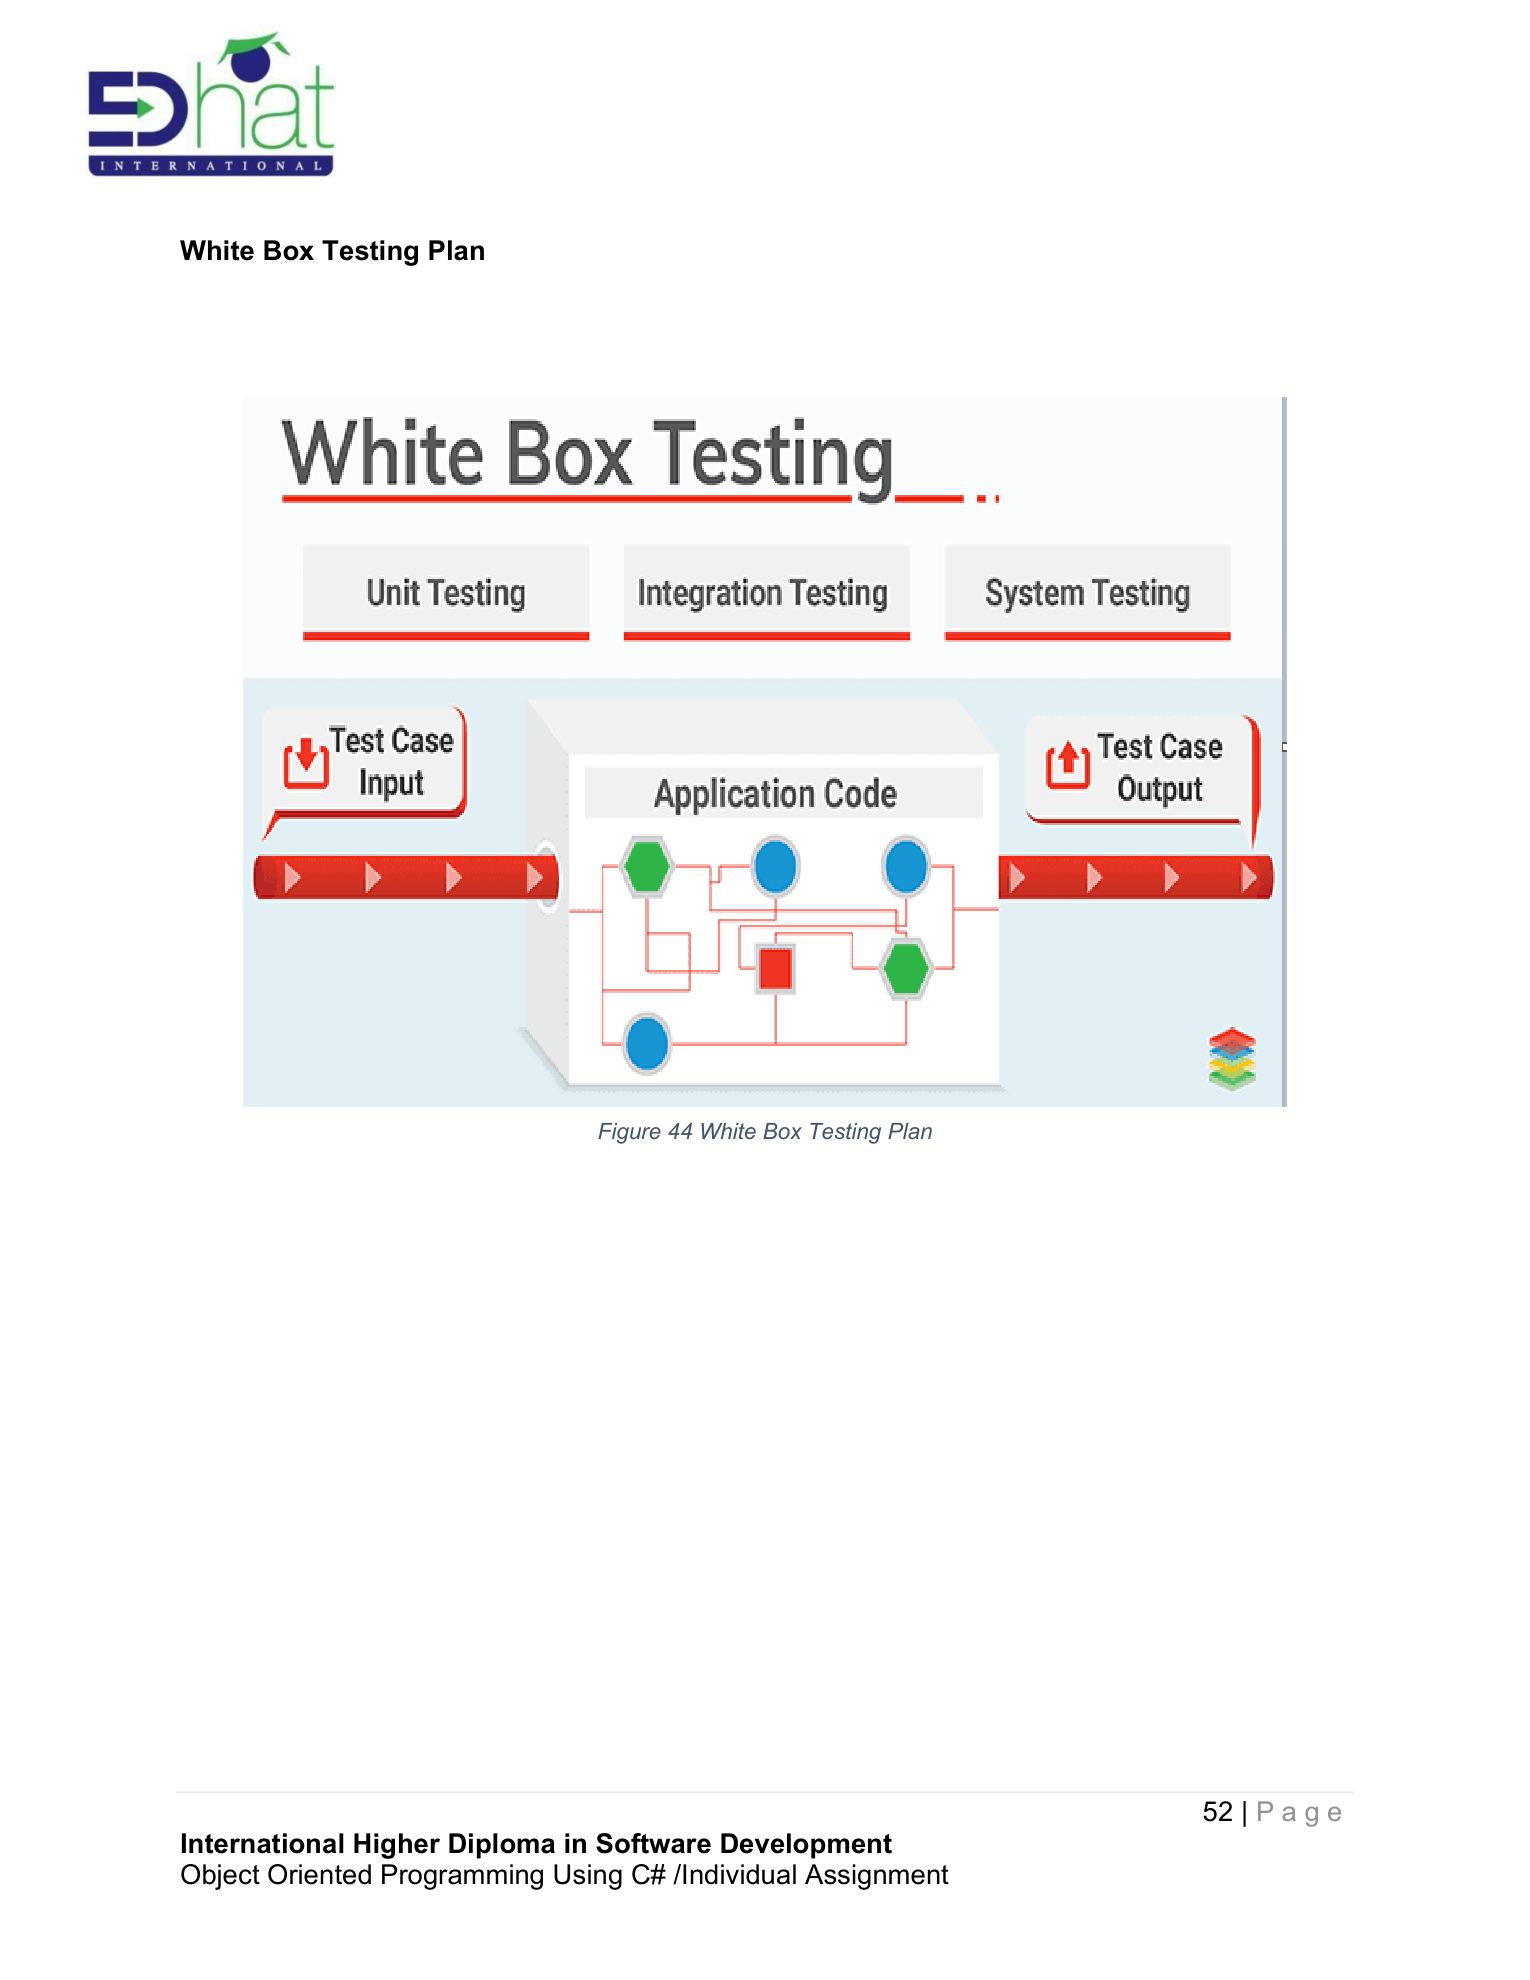 EDhat
INTERNATIONAL
White Box Testing Plan
White Box Testing
Unit Testing
Integration Testing
System Testing
Test Case
Input
Application Code
Test Case
Output
Figure 44 White Box Testing Plan
52 | Page
International Higher Diploma in Software Development
Object Oriented Programming Using C# /Individual Assignment